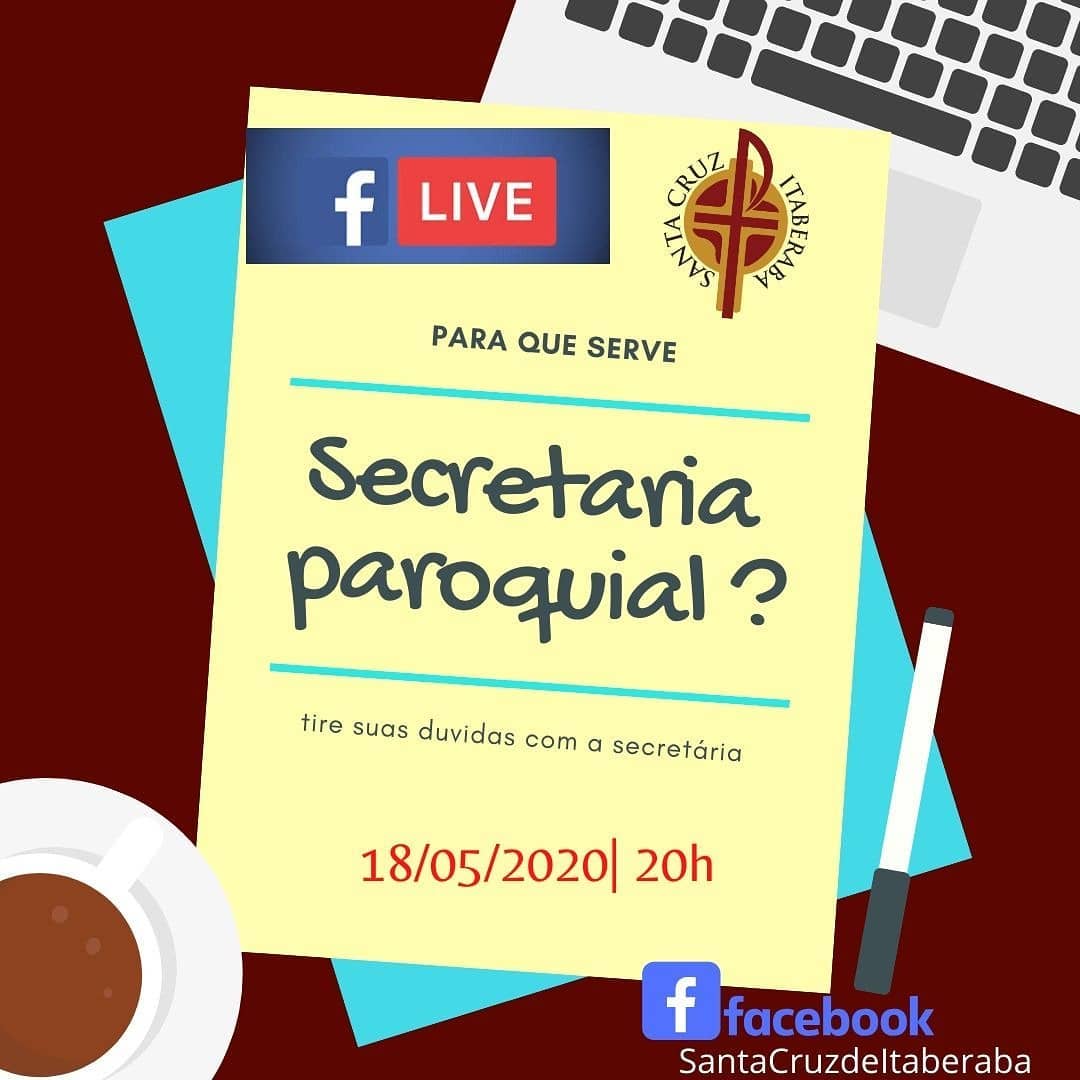 f LIVE
SANTA CRUZ ITABERABA
PARA QUE SERVE
Secretaria
paroquial ?
tire suas duvidas com a secretária
18/05/2020| 20h
f facebook
SantaCruzdeItaberaba